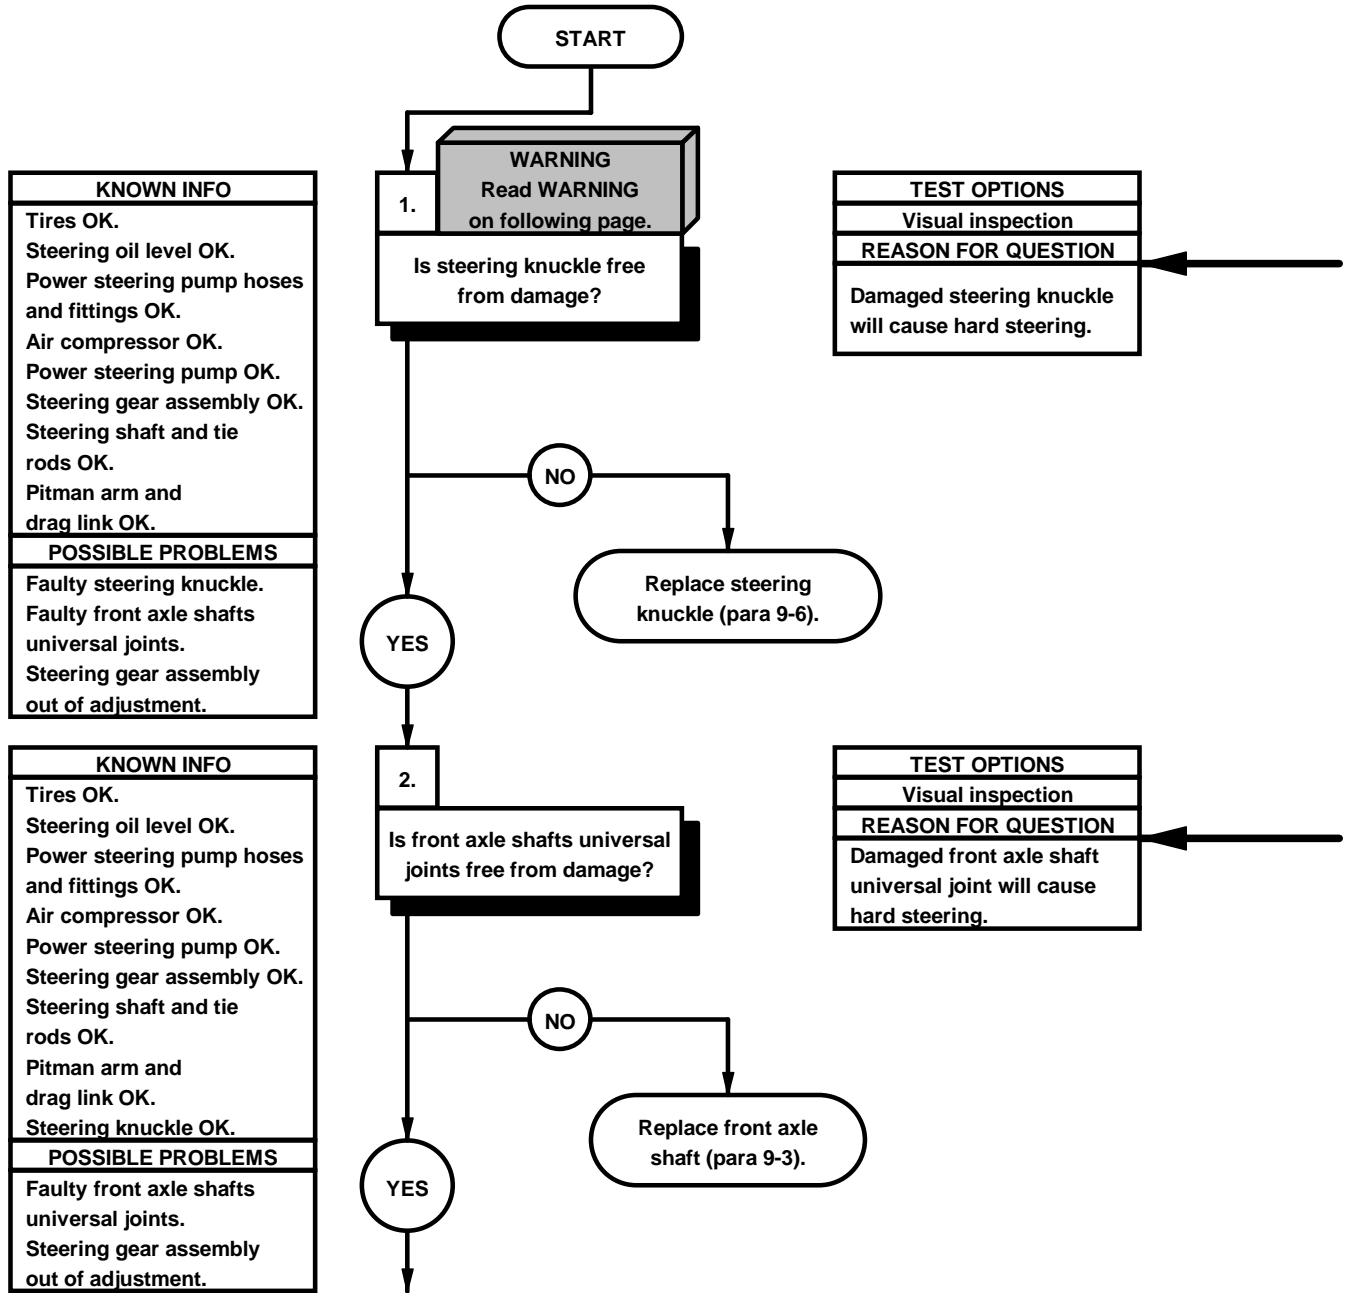 START
KNOWN INFO
Tires OK.
Steering oil level OK.
Power steering pump hoses
and fittings OK.
Air compressor OK.
Power steering pump OK.
Steering gear assembly OK.
Steering shaft and tie
rods OK.
Pitman arm and
drag link OK.
POSSIBLE PROBLEMS
Faulty steering knuckle.
Faulty front axle shafts
universal joints.
Steering gear assembly
out of adjustment.
WARNING
Read WARNING
on following page.
1.
Is steering knuckle free
from damage?
TEST OPTIONS
Visual inspection
REASON FOR QUESTION
Damaged steering knuckle
will cause hard steering.
NO
Replace steering
knuckle (para 9-6).
YES
KNOWN INFO
Tires OK.
Steering oil level OK.
Power steering pump hoses
and fittings OK.
Air compressor OK.
Power steering pump OK.
Steering gear assembly OK.
Steering shaft and tie
rods OK.
Pitman arm and
drag link OK.
Steering knuckle OK.
POSSIBLE PROBLEMS
Faulty front axle shafts
universal joints.
Steering gear assembly
out of adjustment.
2.
Is front axle shafts universal
joints free from damage?
TEST OPTIONS
Visual inspection
REASON FOR QUESTION
Damaged front axle shaft
universal joint will cause
hard steering.
NO
Replace front axle
shaft (para 9-3).
YES